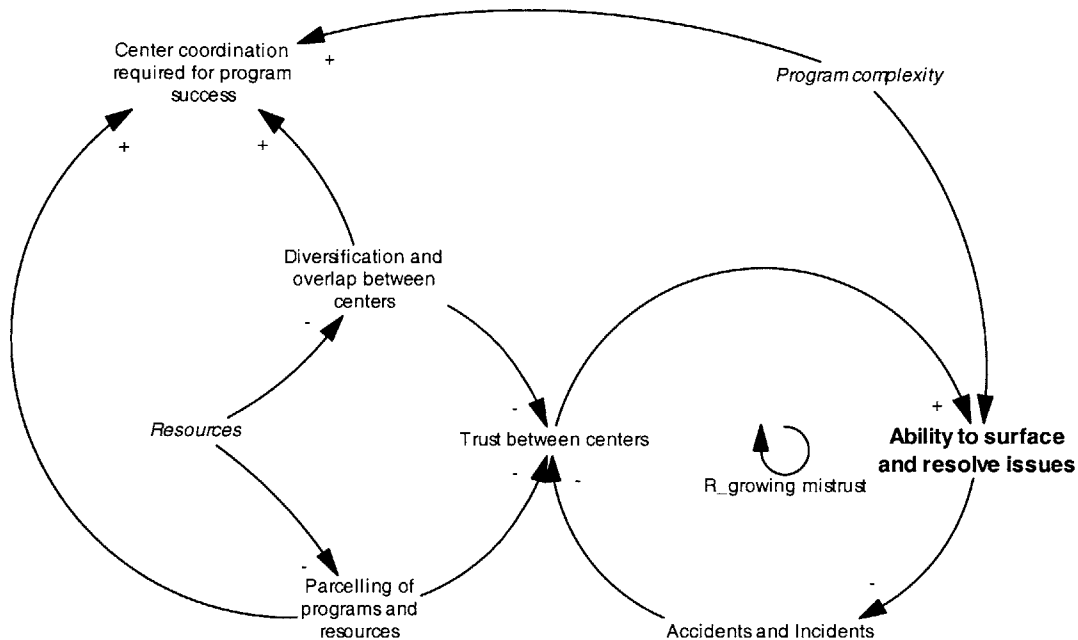 Center coordination
required for program
success
+
Program complexity
+
+
Diversification and
overlap between
centers
-
Resources
-
Trust between centers
-
-
+
Ability to surface
and resolve issues
R_growing mistrust
-
Parcelling of
programs and
resources
-
Accidents and Incidents